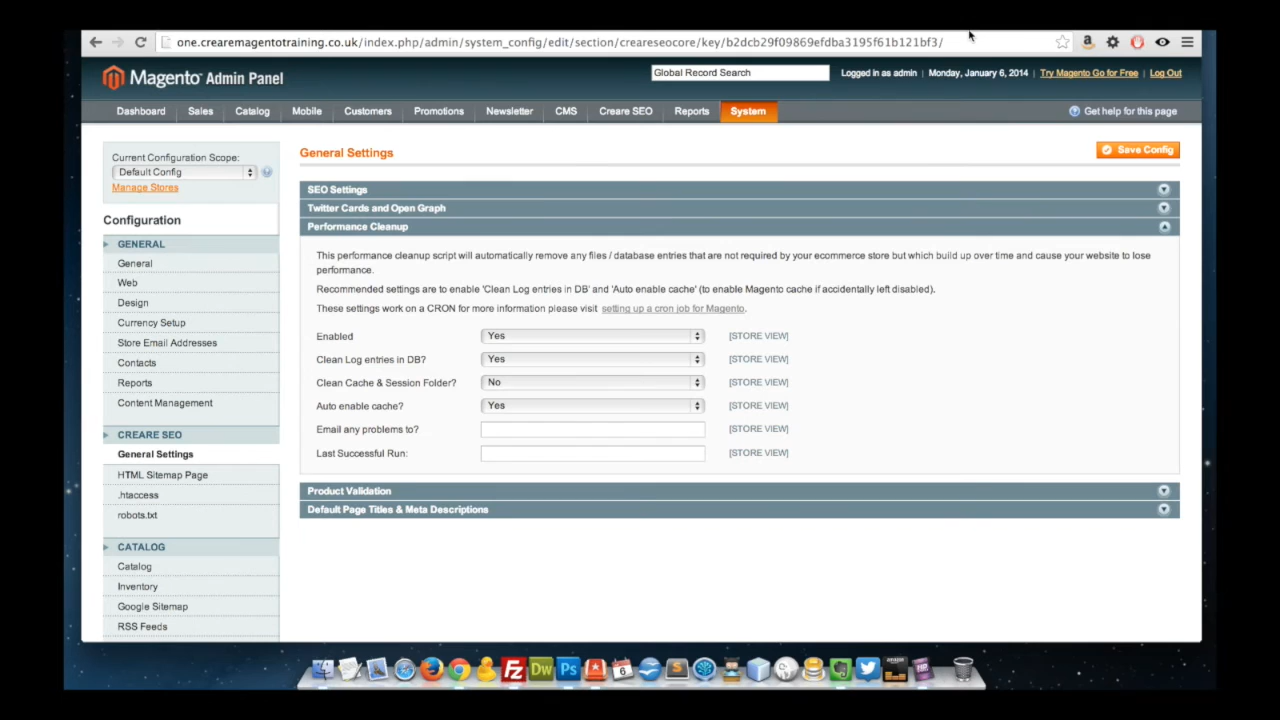 one.crearemagentotraining.co.uk/index.php/admin/system_config/edit/section/creareseocore/key/b2dcb29f09869efdba3195f61b121bf3/
Magento Admin Panel
Global Record Search
Logged in as admin | Monday, January 6, 2014 | Try Magento Go for Free | Log Out
Dashboard Sales Catalog Mobile Customers Promotions Newsletter CMS Creare SEO Reports System Get help for this page
Current Configuration Scope:
Default Config
Manage Stores
Configuration
GENERAL
General
Web
Design
Currency Setup
Store Email Addresses
Contacts
Reports
Content Management
CREARE SEO
General Settings
HTML Sitemap Page
.htaccess
robots.txt
CATALOG
Catalog
Inventory
Google Sitemap
RSS Feeds
General Settings
Save Config
SEO Settings
Twitter Cards and Open Graph
Performance Cleanup
This performance cleanup script will automatically remove any files / database entries that are not required by your ecommerce store but which build up over time and cause your website to lose
performance.
Recommended settings are to enable 'Clean Log entries in DB' and 'Auto enable cache' (to enable Magento cache if accidentally left disabled).
These settings work on a CRON for more information please visit setting up a cron job for Magento.
Enabled Yes [STORE VIEW]
Clean Log entries in DB? Yes [STORE VIEW]
Clean Cache & Session Folder? No [STORE VIEW]
Auto enable cache? Yes [STORE VIEW]
Email any problems to? [STORE VIEW]
Last Successful Run: [STORE VIEW]
Product Validation
Default Page Titles & Meta Descriptions
Fz Dw Ps 6 S